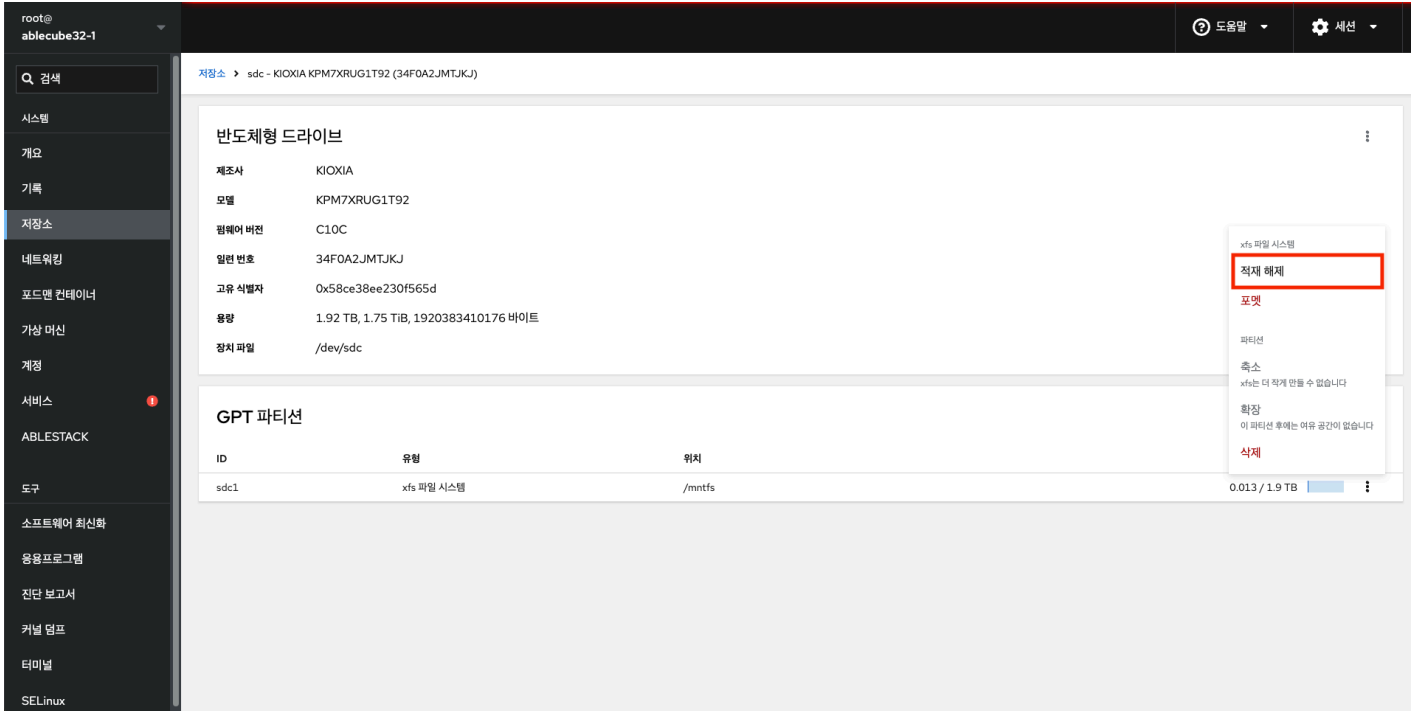 root@
ablecube32-1
도움말
세션
검색
시스템
개요
기록
저장소
네트워킹
포드맨 컨테이너
가상 머신
계정
서비스
ABLESTACK
도구
소프트웨어 최신화
응용프로그램
진단 보고서
커널 덤프
터미널
SELinux
저장소 > sdc - KIOXIA KPM7XRUG1T92 (34F0A2JMTJKJ)
반도체형 드라이브
제조사 KIOXIA
모델 KPM7XRUG1T92
펌웨어 버전 C10C
일련 번호 34F0A2JMTJKJ
고유 식별자 0x58ce38ee230f565d
용량 1.92 TB, 1.75 TiB, 1920383410176 바이트
장치 파일 /dev/sdc
xfs 파일 시스템
적재 해제
포멧
파티션
축소
xfs는 더 작게 만들 수 없습니다
확장
이 파티션 후에는 여유 공간이 없습니다
삭제
GPT 파티션
ID 유형 위치
sdc1 xfs 파일 시스템 /mntfs 0.013 / 1.9 TB